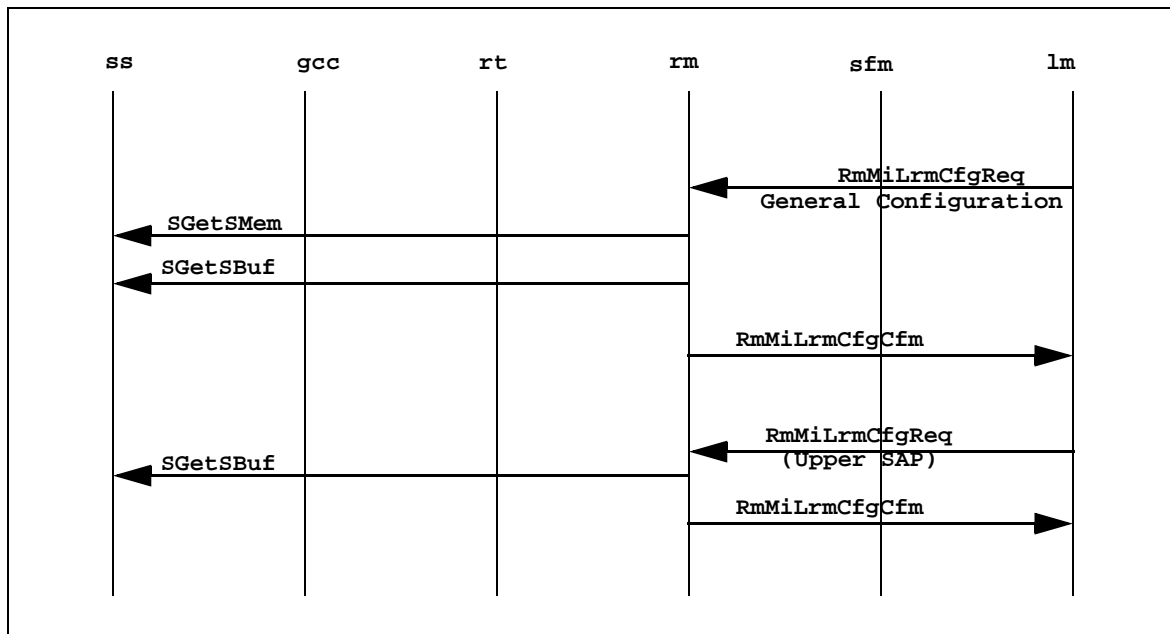 ss gcc rt rm sfm lm
RmMiLrmCfgReq
General Configuration
SGetSMem
SGetSBuf
RmMiLrmCfgCfm
RmMiLrmCfgReq
(Upper SAP)
SGetSBuf
RmMiLrmCfgCfm